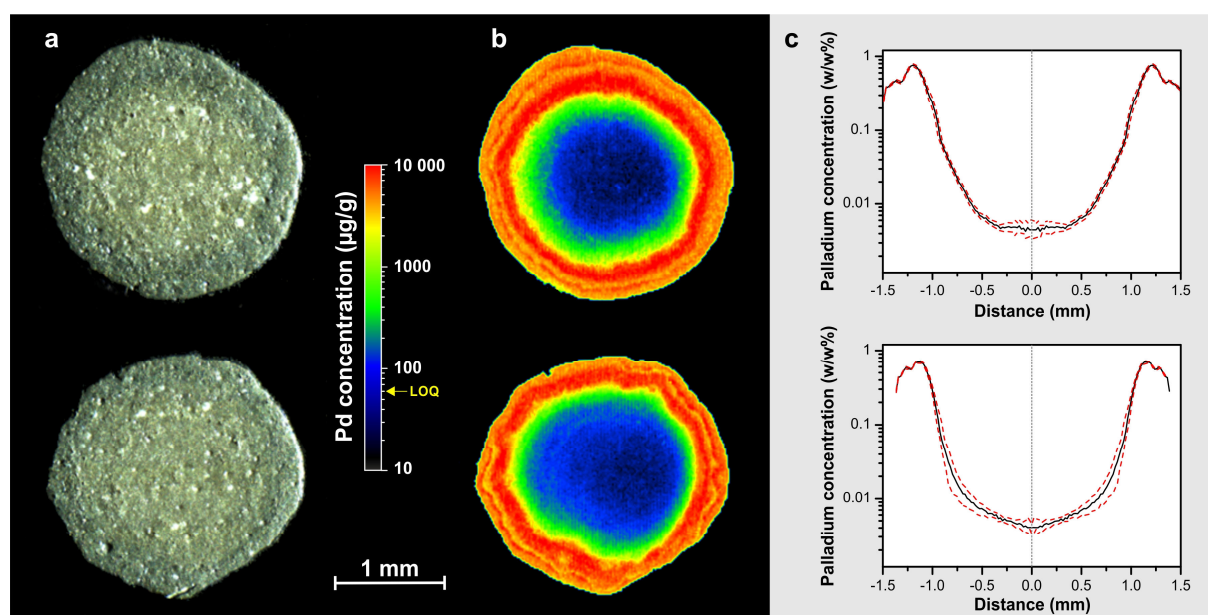 a
b
c
Pd concentration (µg/g)
10 000
1000
100
LOQ
10
1 mm
Palladium concentration (w/w%)
1
0.1
0.01
-1.5 -1.0 -0.5 0.0 0.5 1.0 1.5
Distance (mm)
Palladium concentration (w/w%)
1
0.1
0.01
-1.5 -1.0 -0.5 0.0 0.5 1.0 1.5
Distance (mm)